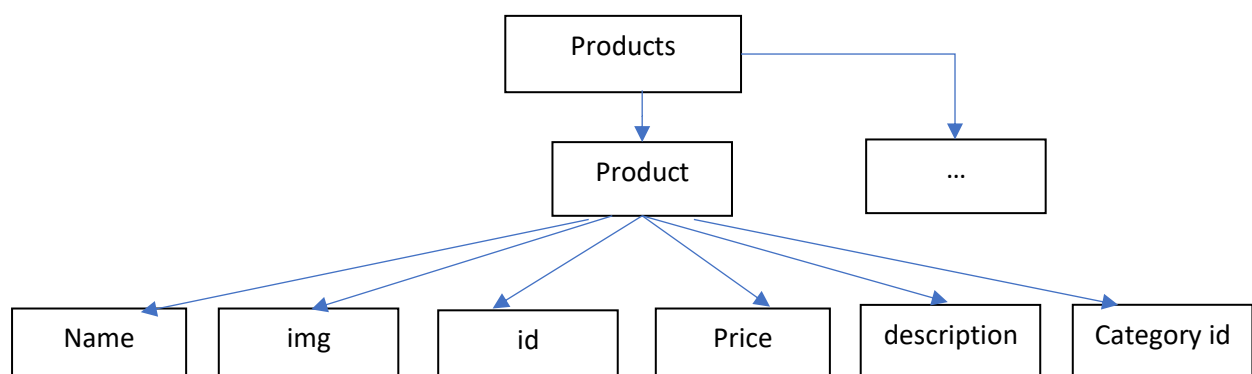 Products
Product
...
Name
img
id
Price
description
Category id